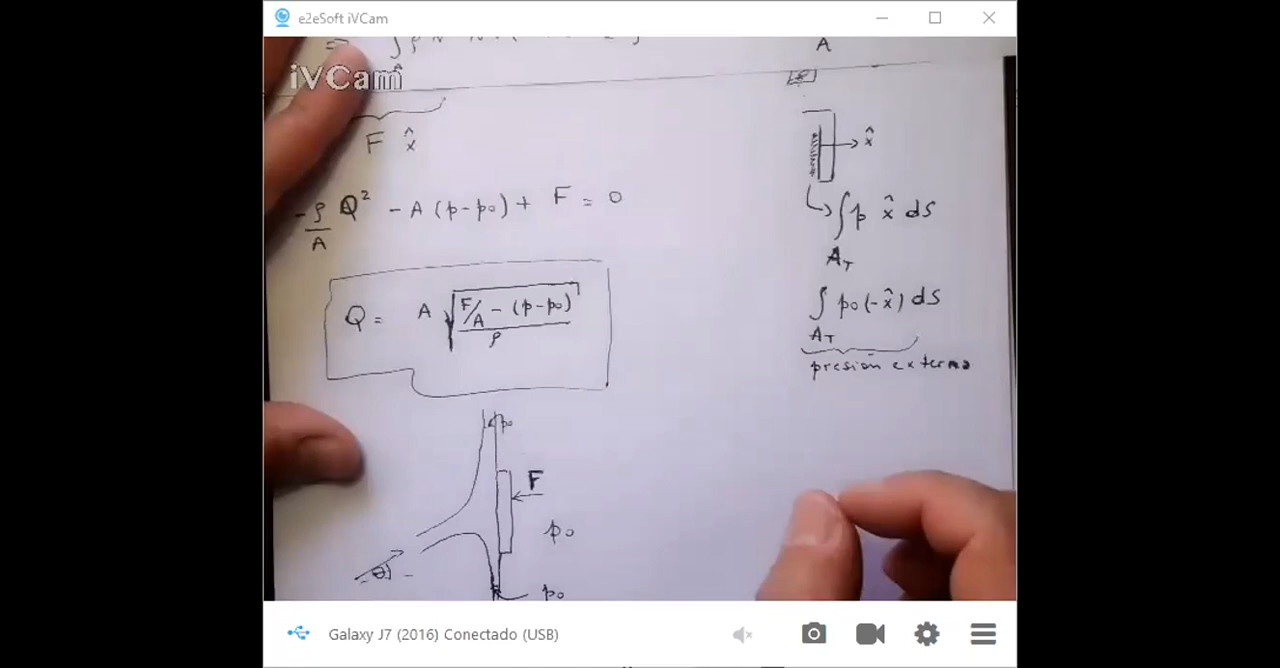 e2eSoft iVCam
iVCam
A
F x̂
-ρ/A Q² - A (p-p₀) + F = 0
Q = A √((F/A - (p-p₀))/ρ)
x̂
∫ p x̂ ds
A_T
∫ p₀(-x̂) ds
A_T
presión externa
p₀
F
p₀
p₀
Galaxy J7 (2016) Conectado (USB)